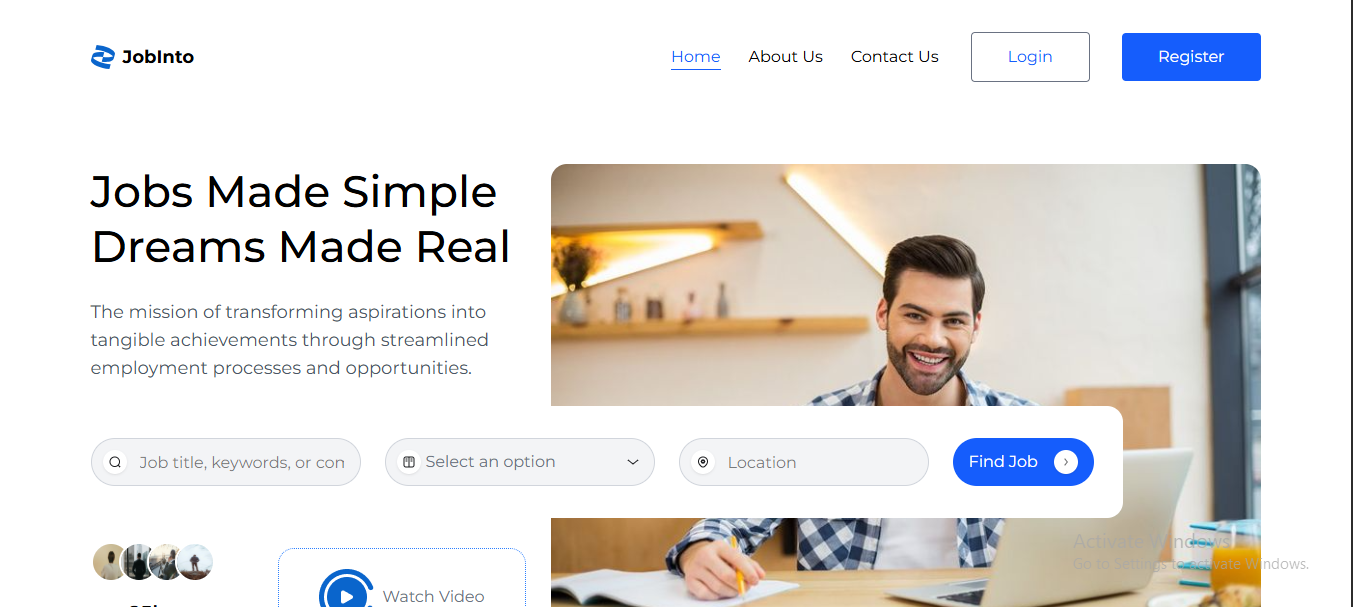 JobInto
Home
About Us
Contact Us
Login
Register
Jobs Made Simple
Dreams Made Real
The mission of transforming aspirations into
tangible achievements through streamlined
employment processes and opportunities.
Job title, keywords, or con
Select an option
Location
Find Job
Activate Windows
Go to Settings to activate Windows.
Watch Video